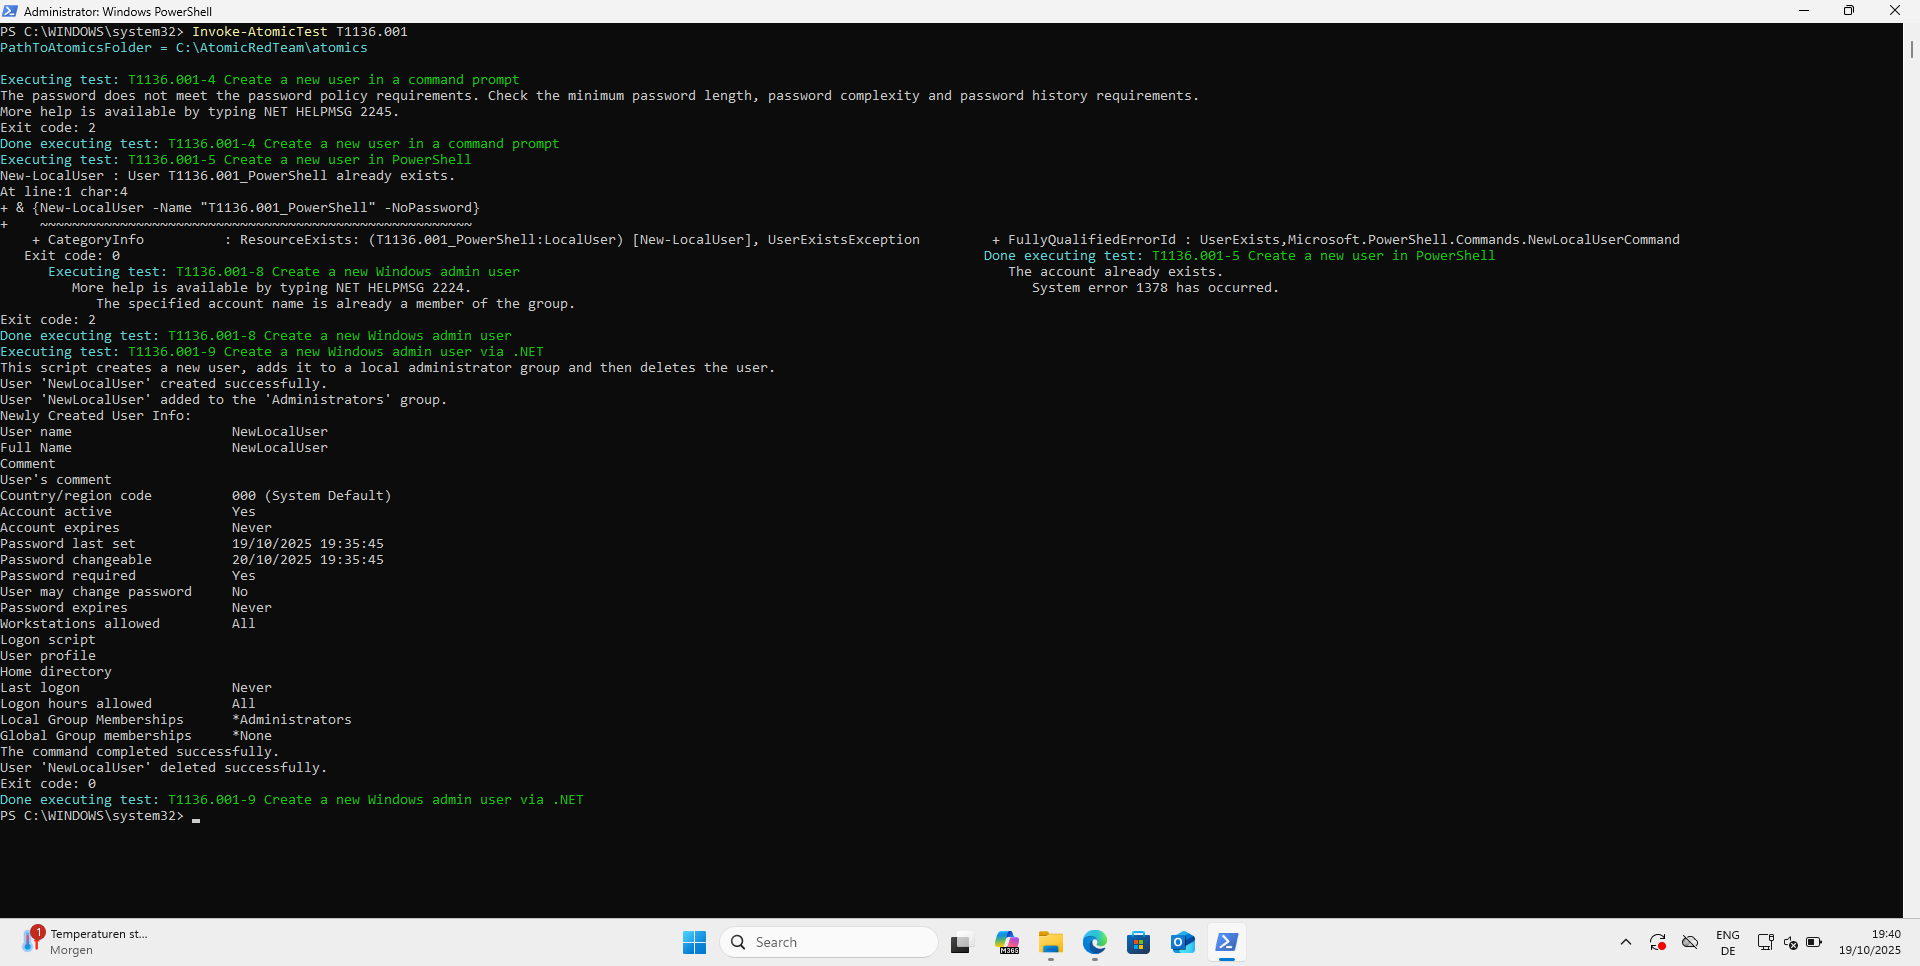 Administrator: Windows PowerShell
PS C:\WINDOWS\system32> Invoke-AtomicTest T1136.001
PathToAtomicsFolder = C:\AtomicRedTeam\atomics
Executing test: T1136.001-4 Create a new user in a command prompt
The password does not meet the password policy requirements. Check the minimum password length, password complexity and password history requirements.
More help is available by typing NET HELPMSG 2245.
Exit code: 2
Done executing test: T1136.001-4 Create a new user in a command prompt
Executing test: T1136.001-5 Create a new user in PowerShell
New-LocalUser : User T1136.001_PowerShell already exists.
At line:1 char:4
+ & {New-LocalUser -Name "T1136.001_PowerShell" -NoPassword}
+    ~~~~~~~~~~~~~~~~~~~~~~~~~~~~~~~~~~~~~~~~~~~~~~~~~~~~~~
+ CategoryInfo          : ResourceExists: (T1136.001_PowerShell:LocalUser) [New-LocalUser], UserExistsException         + FullyQualifiedErrorId : UserExists,Microsoft.PowerShell.Commands.NewLocalUserCommand
Exit code: 0 Done executing test: T1136.001-5 Create a new user in PowerShell
Executing test: T1136.001-8 Create a new Windows admin user The account already exists.
More help is available by typing NET HELPMSG 2224. System error 1378 has occurred.
The specified account name is already a member of the group.
Exit code: 2
Done executing test: T1136.001-8 Create a new Windows admin user
Executing test: T1136.001-9 Create a new Windows admin user via .NET
This script creates a new user, adds it to a local administrator group and then deletes the user.
User 'NewLocalUser' created successfully.
User 'NewLocalUser' added to the 'Administrators' group.
Newly Created User Info:
User name                    NewLocalUser
Full Name                    NewLocalUser
Comment
User's comment
Country/region code          000 (System Default)
Account active               Yes
Account expires              Never
Password last set            19/10/2025 19:35:45
Password changeable          20/10/2025 19:35:45
Password required            Yes
User may change password     No
Password expires             Never
Workstations allowed         All
Logon script
User profile
Home directory
Last logon                   Never
Logon hours allowed          All
Local Group Memberships      *Administrators
Global Group memberships     *None
The command completed successfully.
User 'NewLocalUser' deleted successfully.
Exit code: 0
Done executing test: T1136.001-9 Create a new Windows admin user via .NET
PS C:\WINDOWS\system32>
1
Temperaturen st...
Morgen
Search
M365
ENG
DE
19:40
19/10/2025